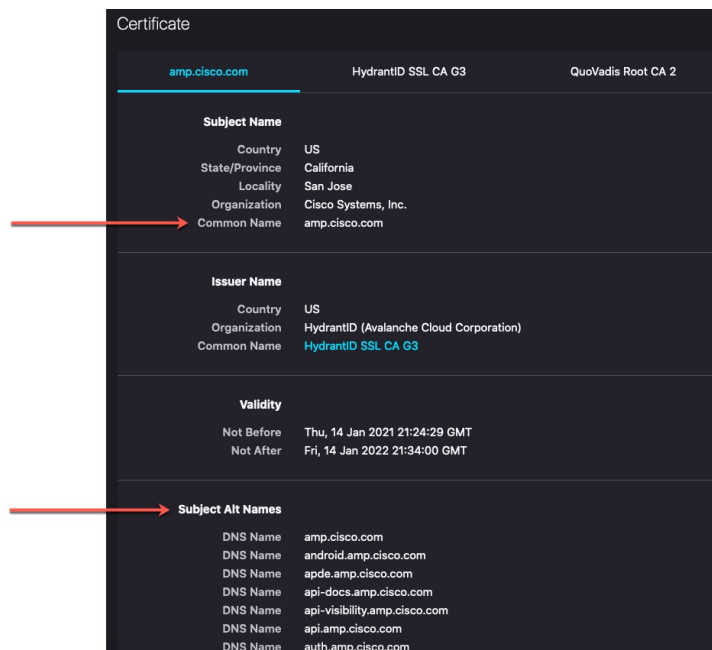 Certificate
amp.cisco.com HydrantID SSL CA G3 QuoVadis Root CA 2
Subject Name
Country US
State/Province California
Locality San Jose
Organization Cisco Systems, Inc.
Common Name amp.cisco.com
Issuer Name
Country US
Organization HydrantID (Avalanche Cloud Corporation)
Common Name HydrantID SSL CA G3
Validity
Not Before Thu, 14 Jan 2021 21:24:29 GMT
Not After Fri, 14 Jan 2022 21:34:00 GMT
Subject Alt Names
DNS Name amp.cisco.com
DNS Name android.amp.cisco.com
DNS Name apde.amp.cisco.com
DNS Name api-docs.amp.cisco.com
DNS Name api-visibility.amp.cisco.com
DNS Name api.amp.cisco.com
DNS Name auth.amp.cisco.com